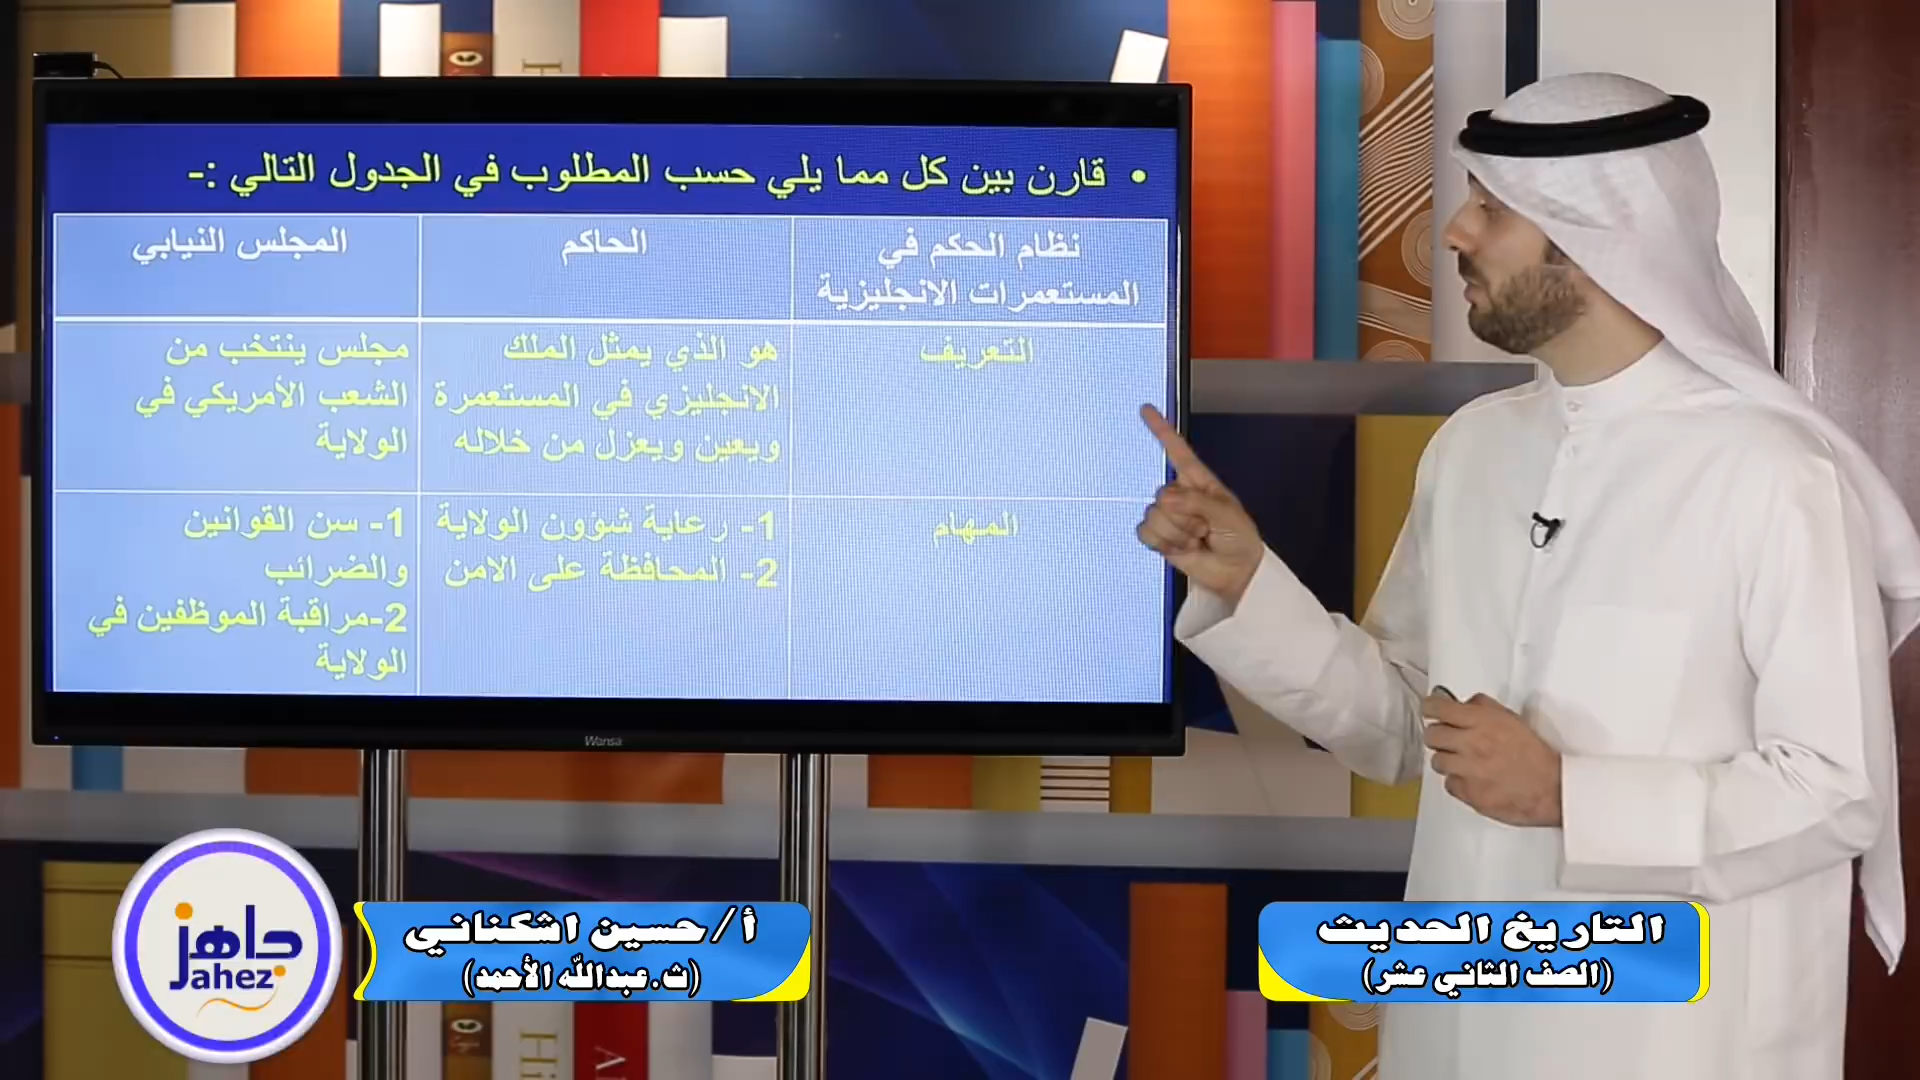 • قارن بين كل مما يلي حسب المطلوب في الجدول التالي :-
نظام الحكم في
المستعمرات الانجليزية
الحاكم
المجلس النيابي
التعريف
هو الذي يمثل الملك
الانجليزي في المستعمرة
ويعين ويعزل من خلاله
مجلس ينتخب من
الشعب الأمريكي في
الولاية
المهام
1- رعاية شؤون الولاية
2- المحافظة على الامن
1- سن القوانين
والضرائب
2-مراقبة الموظفين في
الولاية
Wansa
التاريخ الحديث
(الصف الثاني عشر)
أ/حسين اشكناني
(ث.عبدالله الأحمد)
جاهز
Jahez